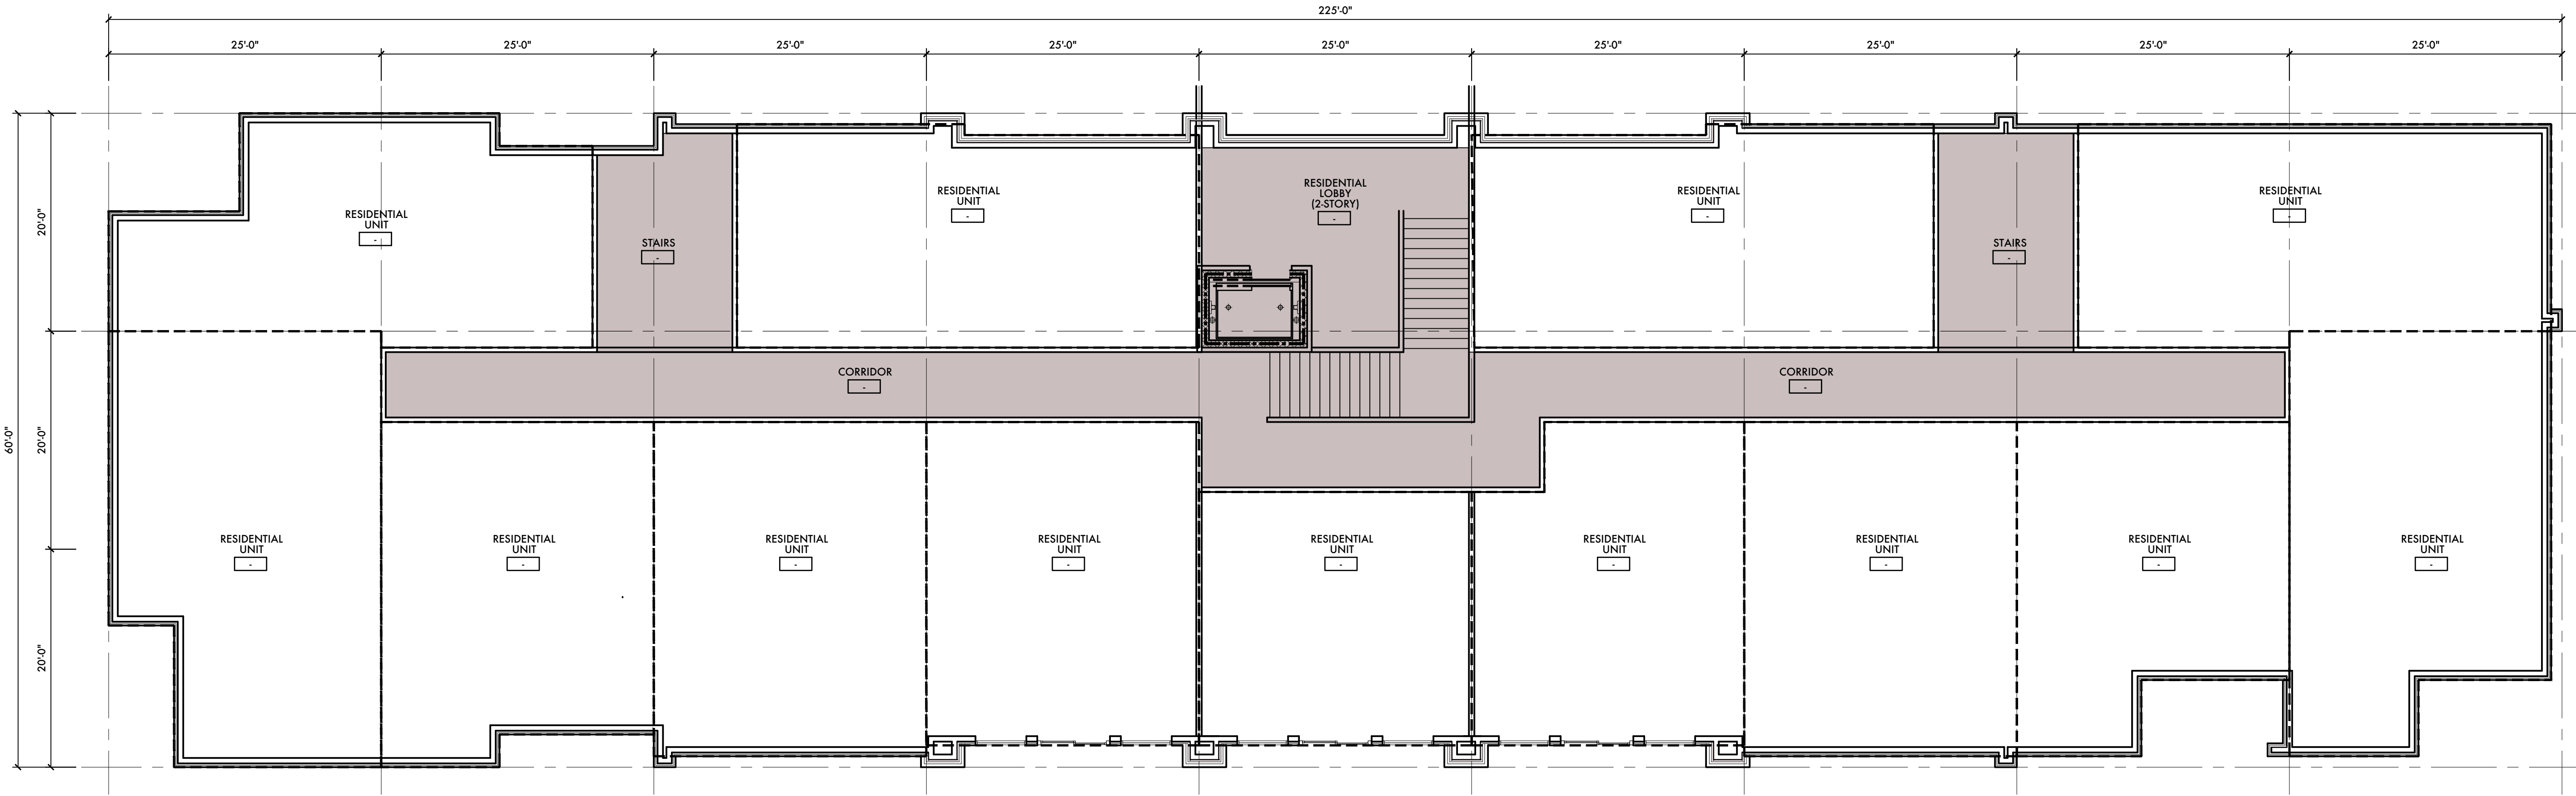 225'-0"
25'-0" 25'-0" 25'-0" 25'-0" 25'-0" 25'-0" 25'-0" 25'-0" 25'-0"
60'-0"
20'-0"
20'-0"
20'-0"
RESIDENTIAL
UNIT
-
STAIRS
-
RESIDENTIAL
UNIT
-
RESIDENTIAL
LOBBY
(2-STORY)
-
RESIDENTIAL
UNIT
-
STAIRS
-
RESIDENTIAL
UNIT
-
CORRIDOR
-
CORRIDOR
-
RESIDENTIAL
UNIT
-
RESIDENTIAL
UNIT
-
RESIDENTIAL
UNIT
-
RESIDENTIAL
UNIT
-
RESIDENTIAL
UNIT
-
RESIDENTIAL
UNIT
-
RESIDENTIAL
UNIT
-
RESIDENTIAL
UNIT
-
RESIDENTIAL
UNIT
-